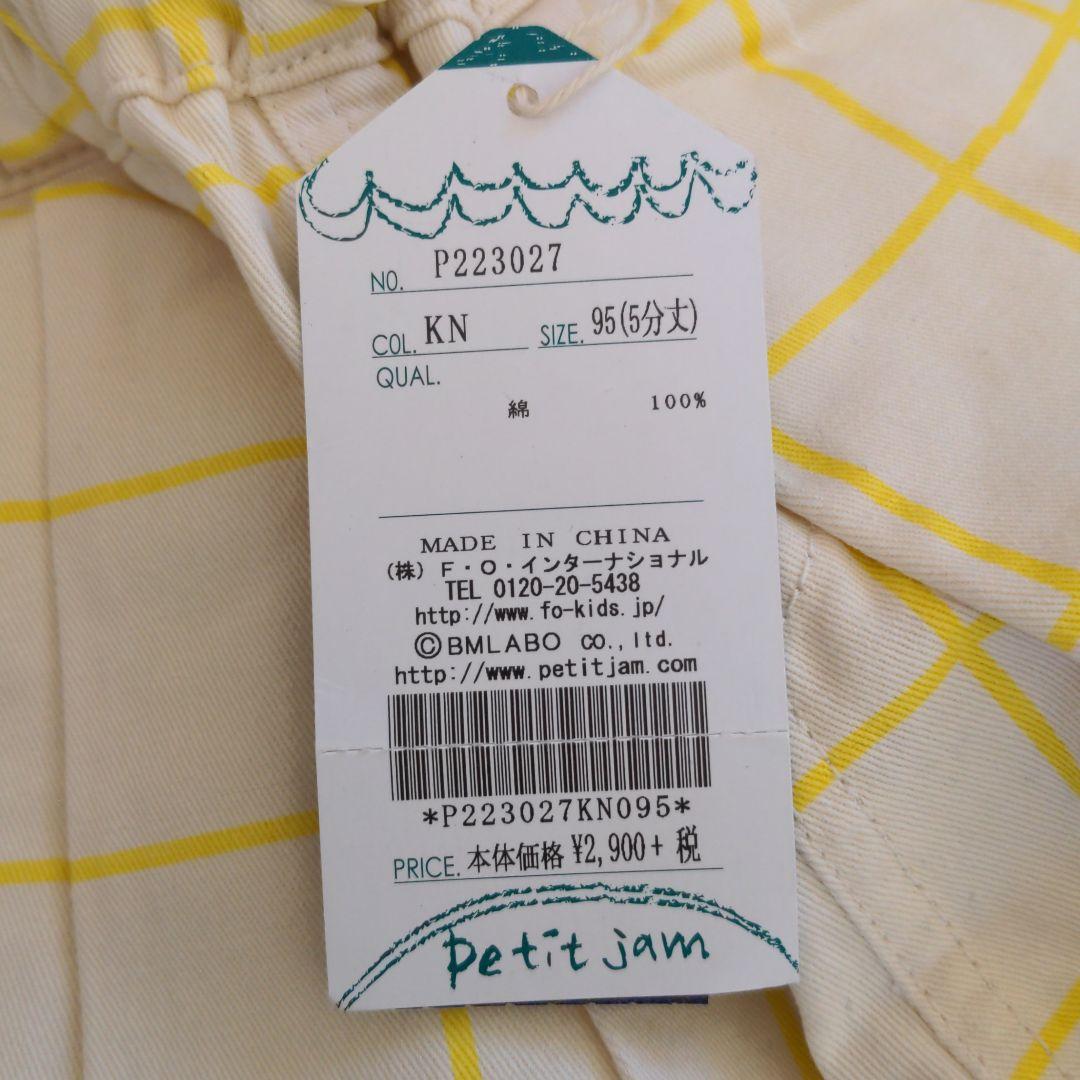 NO. P223027
COL. KN SIZE. 95(5分丈)
QUAL.
綿 100%
MADE IN CHINA
(株) F・O・インターナショナル
TEL 0120-20-5438
http://www.fo-kids.jp/
©BMLABO co.,ltd.
http://www.petitjam.com
*P223027KN095*
PRICE. 本体価格 ¥2,900+ 税
petit jam